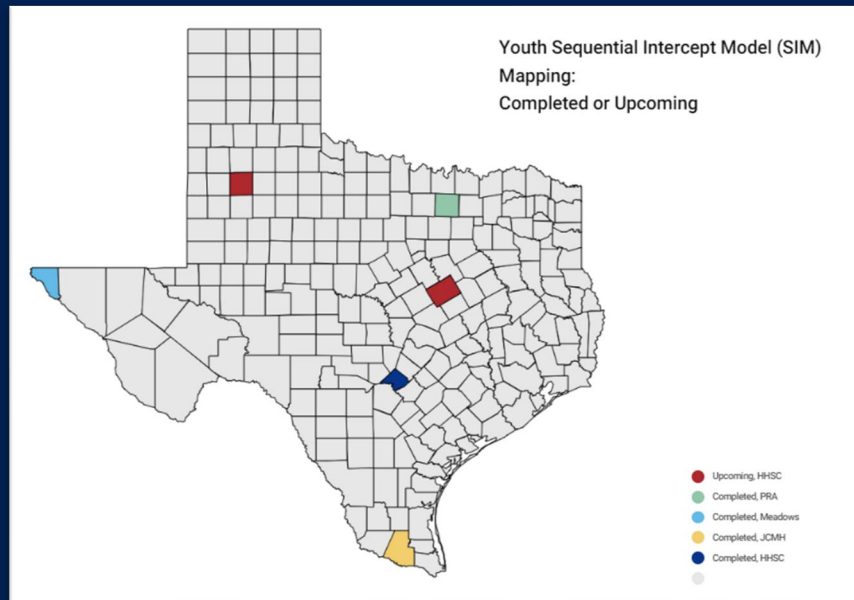 Youth Sequential Intercept Model (SIM)
Mapping:
Completed or Upcoming
Upcoming, HHSC
Completed, PRA
Completed, Meadows
Completed, JCMH
Completed, HHSC